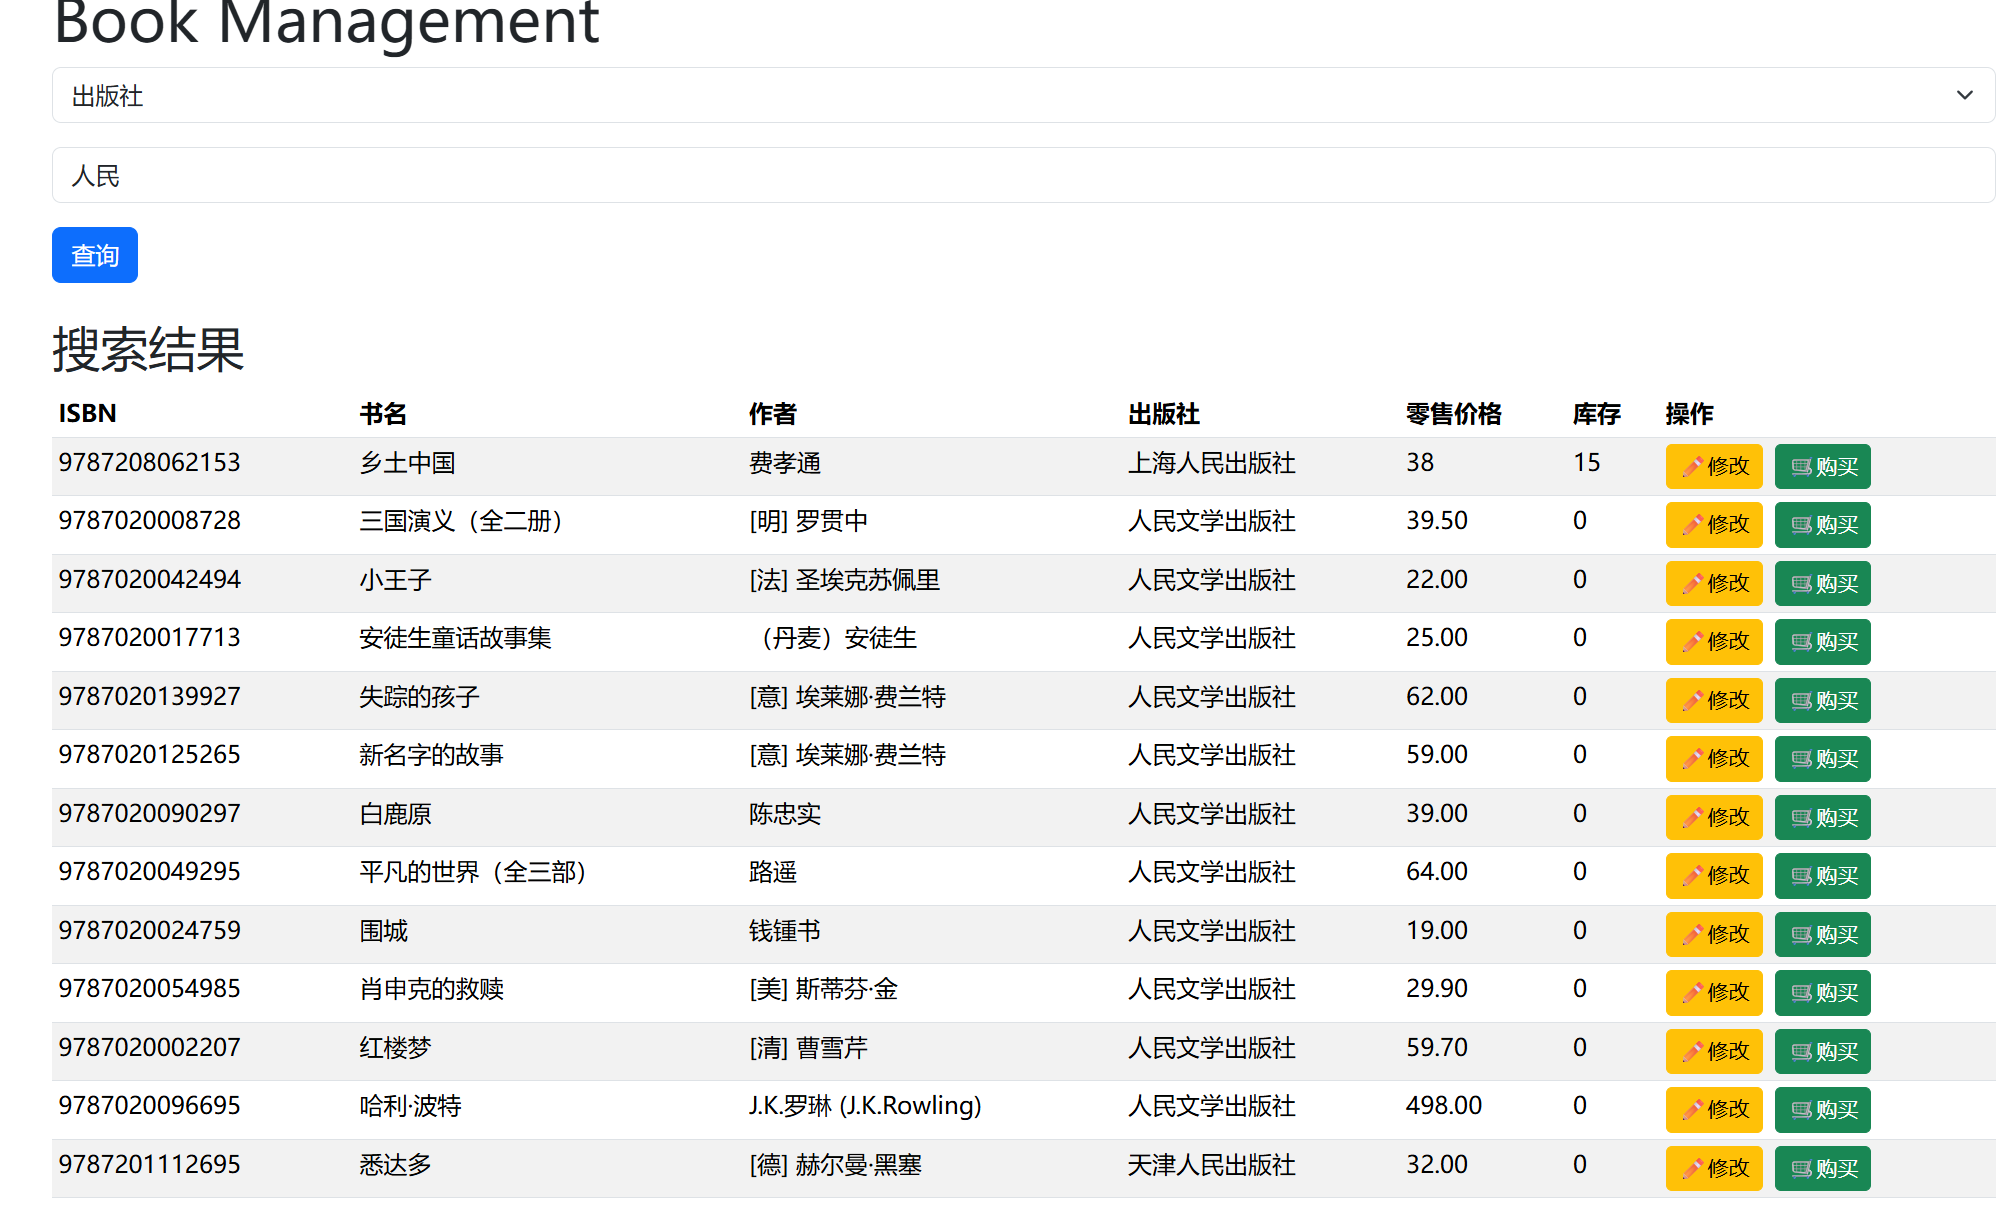 Book Management
出版社
人民
查询
搜索结果
ISBN 书名 作者 出版社 零售价格 库存 操作
9787208062153 乡土中国 费孝通 上海人民出版社 38 15 修改 购买
9787020008728 三国演义（全二册） [明] 罗贯中 人民文学出版社 39.50 0 修改 购买
9787020042494 小王子 [法] 圣埃克苏佩里 人民文学出版社 22.00 0 修改 购买
9787020017713 安徒生童话故事集 （丹麦）安徒生 人民文学出版社 25.00 0 修改 购买
9787020139927 失踪的孩子 [意] 埃莱娜·费兰特 人民文学出版社 62.00 0 修改 购买
9787020125265 新名字的故事 [意] 埃莱娜·费兰特 人民文学出版社 59.00 0 修改 购买
9787020090297 白鹿原 陈忠实 人民文学出版社 39.00 0 修改 购买
9787020049295 平凡的世界（全三部） 路遥 人民文学出版社 64.00 0 修改 购买
9787020024759 围城 钱锺书 人民文学出版社 19.00 0 修改 购买
9787020054985 肖申克的救赎 [美] 斯蒂芬·金 人民文学出版社 29.90 0 修改 购买
9787020002207 红楼梦 [清] 曹雪芹 人民文学出版社 59.70 0 修改 购买
9787020096695 哈利·波特 J.K.罗琳 (J.K.Rowling) 人民文学出版社 498.00 0 修改 购买
9787201112695 悉达多 [德] 赫尔曼·黑塞 天津人民出版社 32.00 0 修改 购买